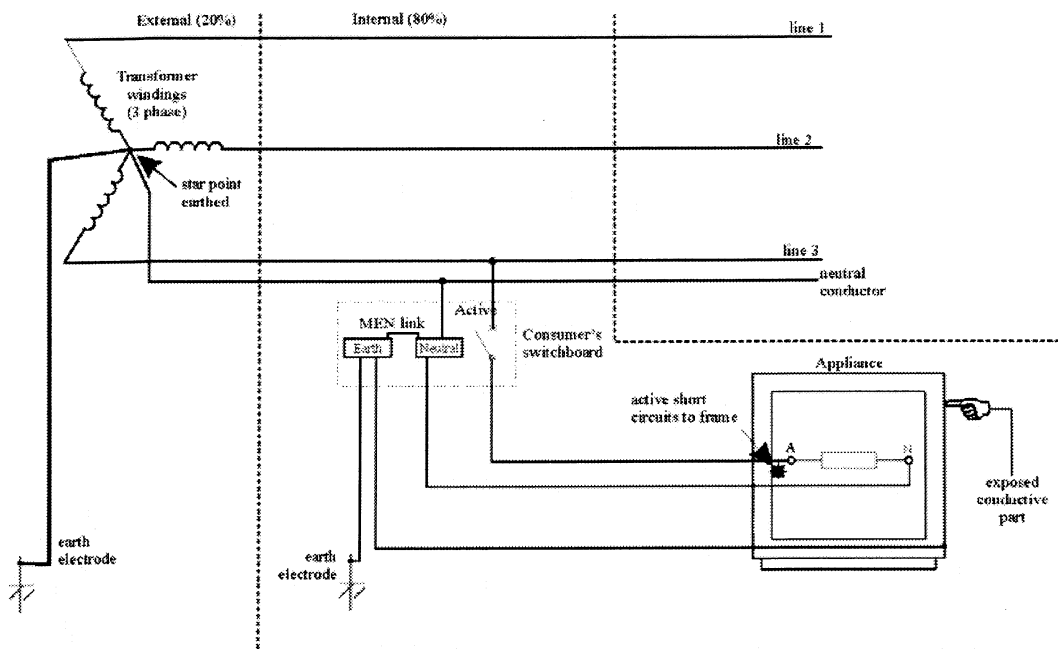 External (20%)
Internal (80%)
line 1
Transformer
windings
(3 phase)
line 2
star point
earthed
line 3
neutral
conductor
Active
MEN link
Earth
Neutral
Consumer's
switchboard
Appliance
active short
circuits to frame
A
N
exposed
conductive
part
earth
electrode
earth
electrode